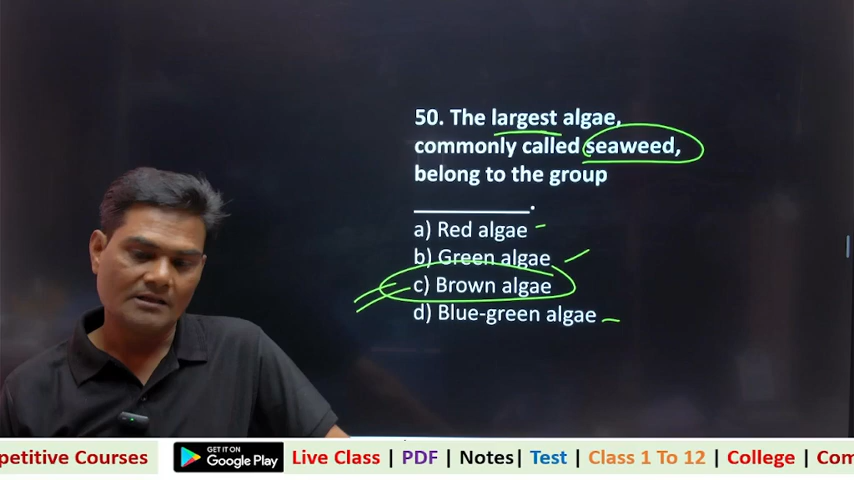 50. The largest algae,
commonly called seaweed,
belong to the group
__________.
a) Red algae
b) Green algae
c) Brown algae
d) Blue-green algae
petitive Courses
GET IT ON
Google Play
Live Class | PDF | Notes| Test | Class 1 To 12 | College | Com